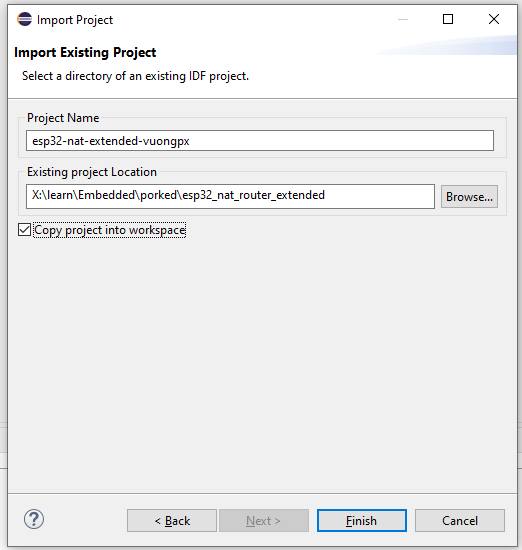 Import Project
Import Existing Project
Select a directory of an existing IDF project.
Project Name
esp32-nat-extended-vuongpx
Existing project Location
X:\learn\Embedded\porked\esp32_nat_router_extended
Browse...
Copy project into workspace
?
< Back
Next >
Finish
Cancel